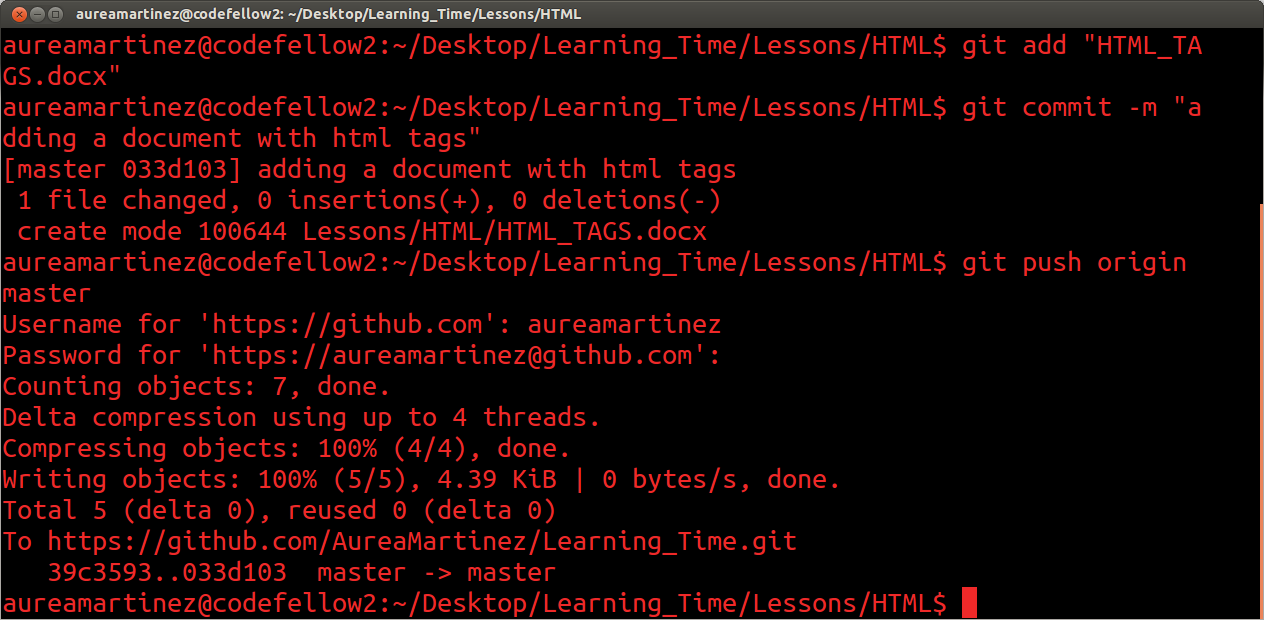 aureamartinez@codefellow2: ~/Desktop/Learning_Time/Lessons/HTML
aureamartinez@codefellow2:~/Desktop/Learning_Time/Lessons/HTML$ git add "HTML_TA
GS.docx"
aureamartinez@codefellow2:~/Desktop/Learning_Time/Lessons/HTML$ git commit -m "a
dding a document with html tags"
[master 033d103] adding a document with html tags
 1 file changed, 0 insertions(+), 0 deletions(-)
 create mode 100644 Lessons/HTML/HTML_TAGS.docx
aureamartinez@codefellow2:~/Desktop/Learning_Time/Lessons/HTML$ git push origin
master
Username for 'https://github.com': aureamartinez
Password for 'https://aureamartinez@github.com':
Counting objects: 7, done.
Delta compression using up to 4 threads.
Compressing objects: 100% (4/4), done.
Writing objects: 100% (5/5), 4.39 KiB | 0 bytes/s, done.
Total 5 (delta 0), reused 0 (delta 0)
To https://github.com/AureaMartinez/Learning_Time.git
   39c3593..033d103  master -> master
aureamartinez@codefellow2:~/Desktop/Learning_Time/Lessons/HTML$